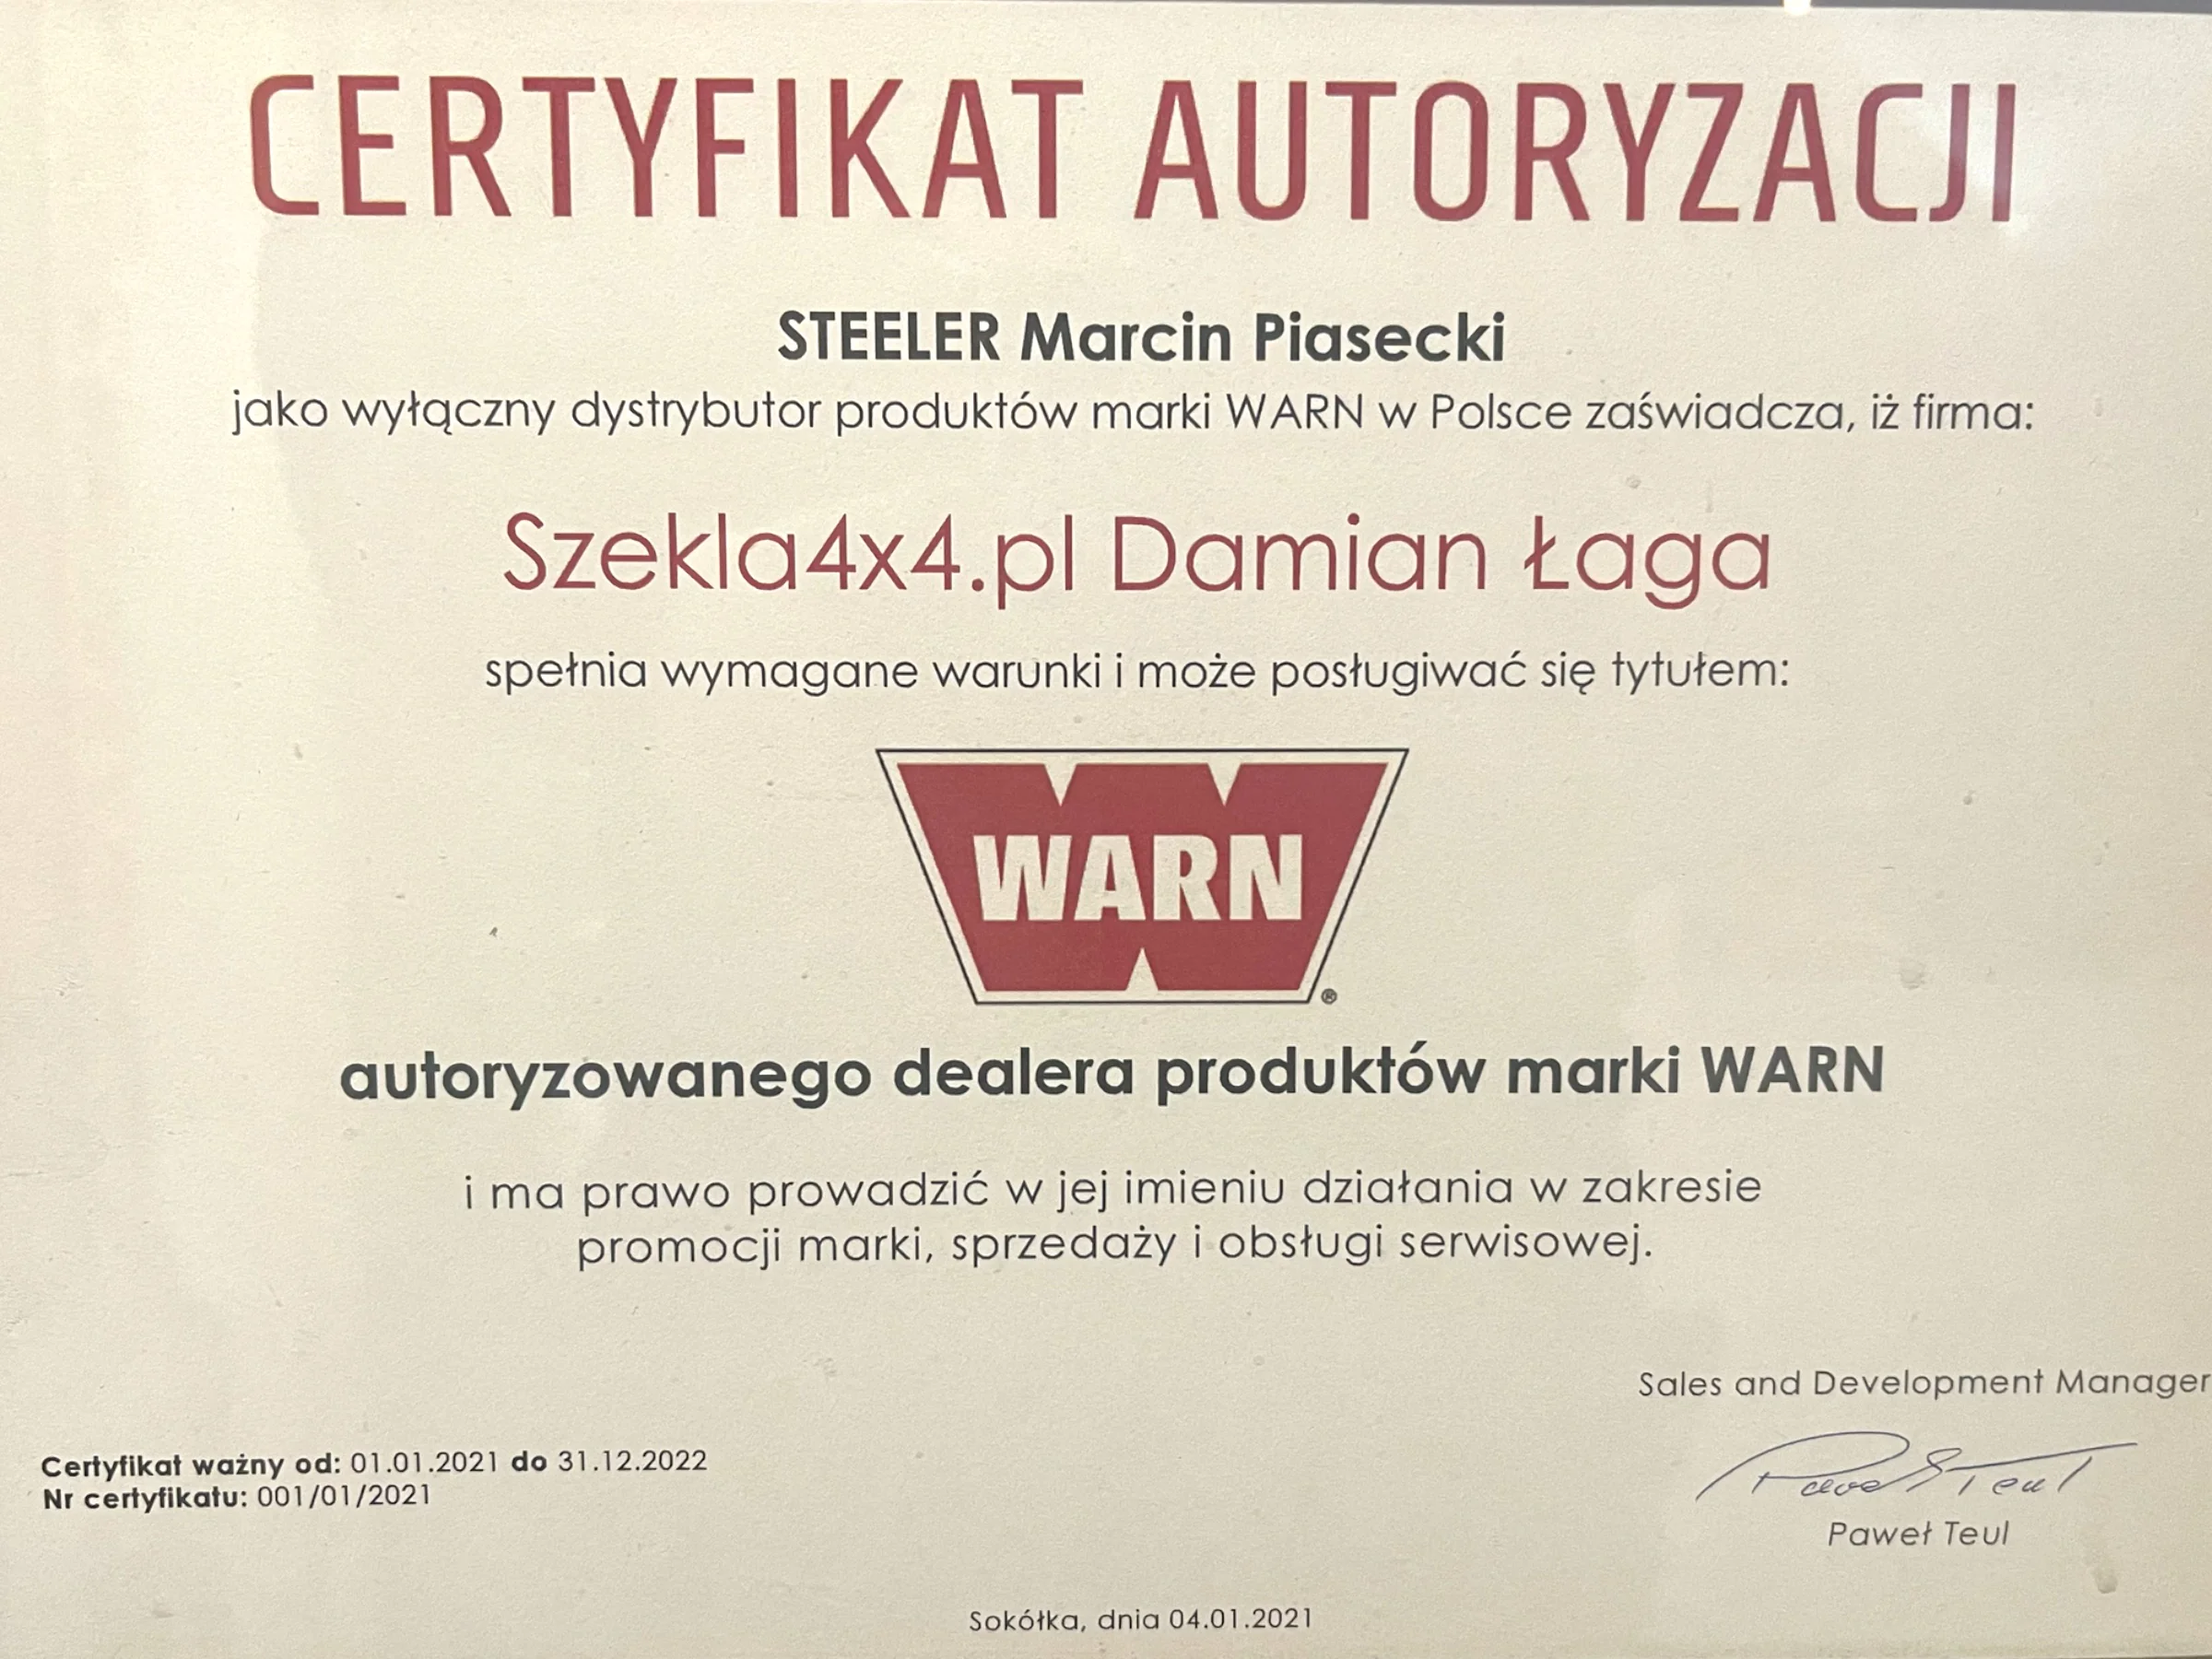 CERTYFIKAT AUTORYZACJI
STEELER Marcin Piasecki
jako wyłączny dystrybutor produktów marki WARN w Polsce zaświadcza, iż firma:
Szekla4x4.pl Damian Łaga
spełnia wymagane warunki i może posługiwać się tytułem:
WARN
®
autoryzowanego dealera produktów marki WARN
i ma prawo prowadzić w jej imieniu działania w zakresie
promocji marki, sprzedaży i obsługi serwisowej.
Sales and Development Manager
Certyfikat ważny od: 01.01.2021 do 31.12.2022
Nr certyfikatu: 001/01/2021
Paweł Teul
Paweł Teul
Sokółka, dnia 04.01.2021